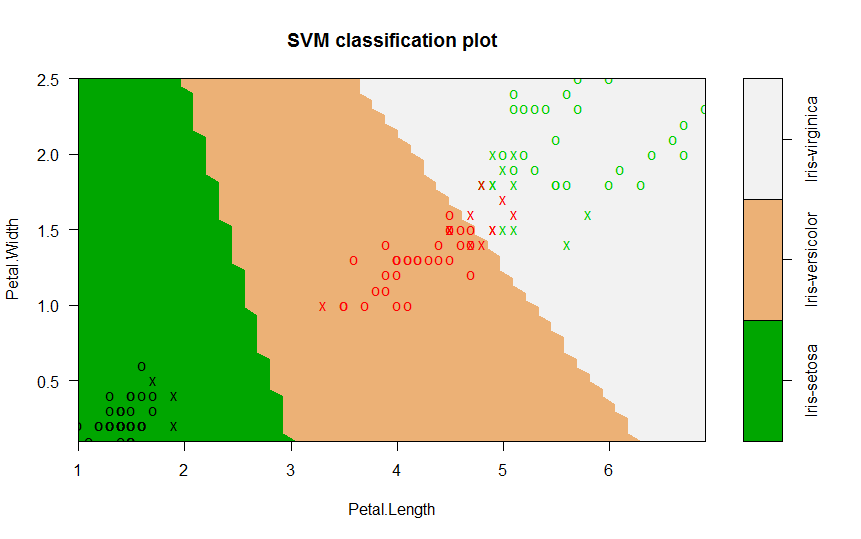 SVM classification plot
Petal.Width
2.5
2.0
1.5
1.0
0.5
1 2 3 4 5 6
Petal.Length
Iris-virginica
Iris-versicolor
Iris-setosa